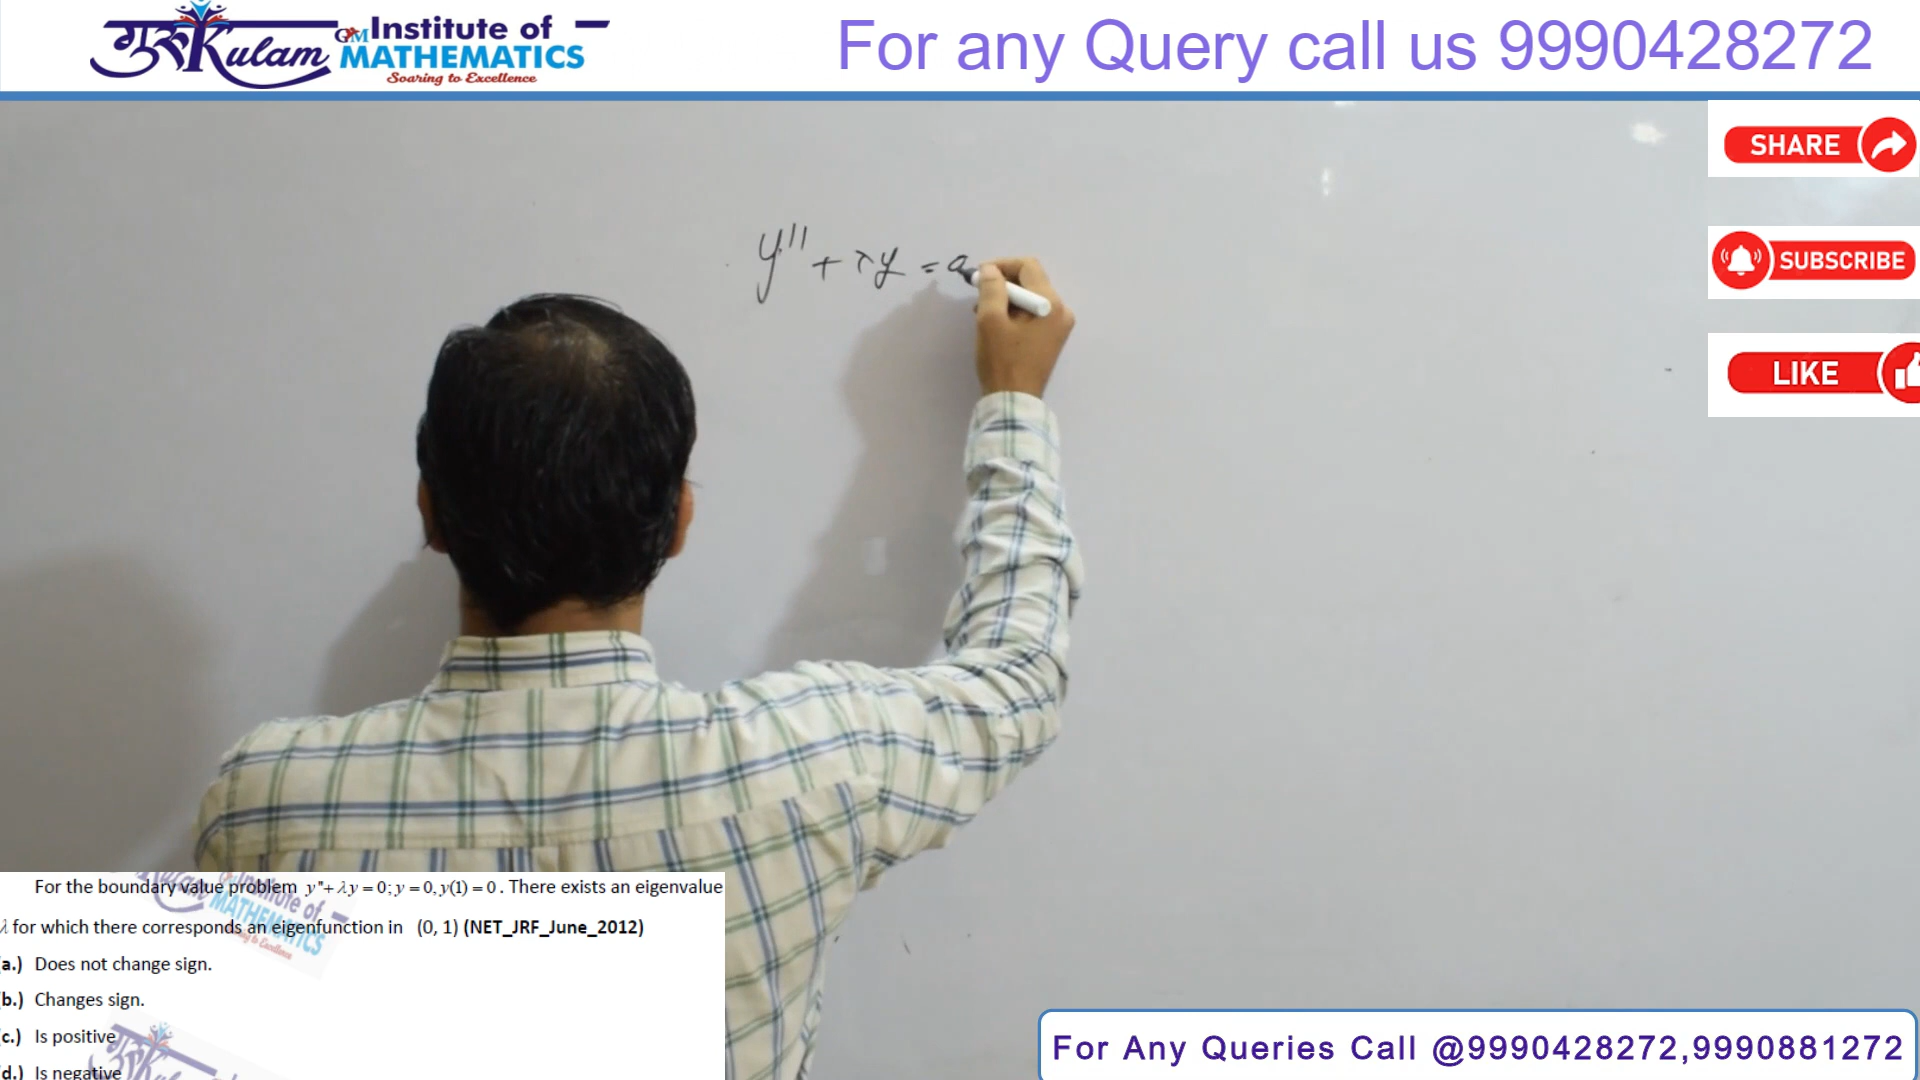 गुरुKulam GM Institute of
MATHEMATICS
Soaring to Excellence
For any Query call us 9990428272
SHARE
SUBSCRIBE
LIKE
y'' + λy = 0
For the boundary value problem y"+ λy = 0; y = 0, y(1) = 0. There exists an eigenvalue
λ for which there corresponds an eigenfunction in (0, 1) (NET_JRF_June_2012)
a.) Does not change sign.
b.) Changes sign.
c.) Is positive
d.) Is negative
For Any Queries Call @9990428272,9990881272